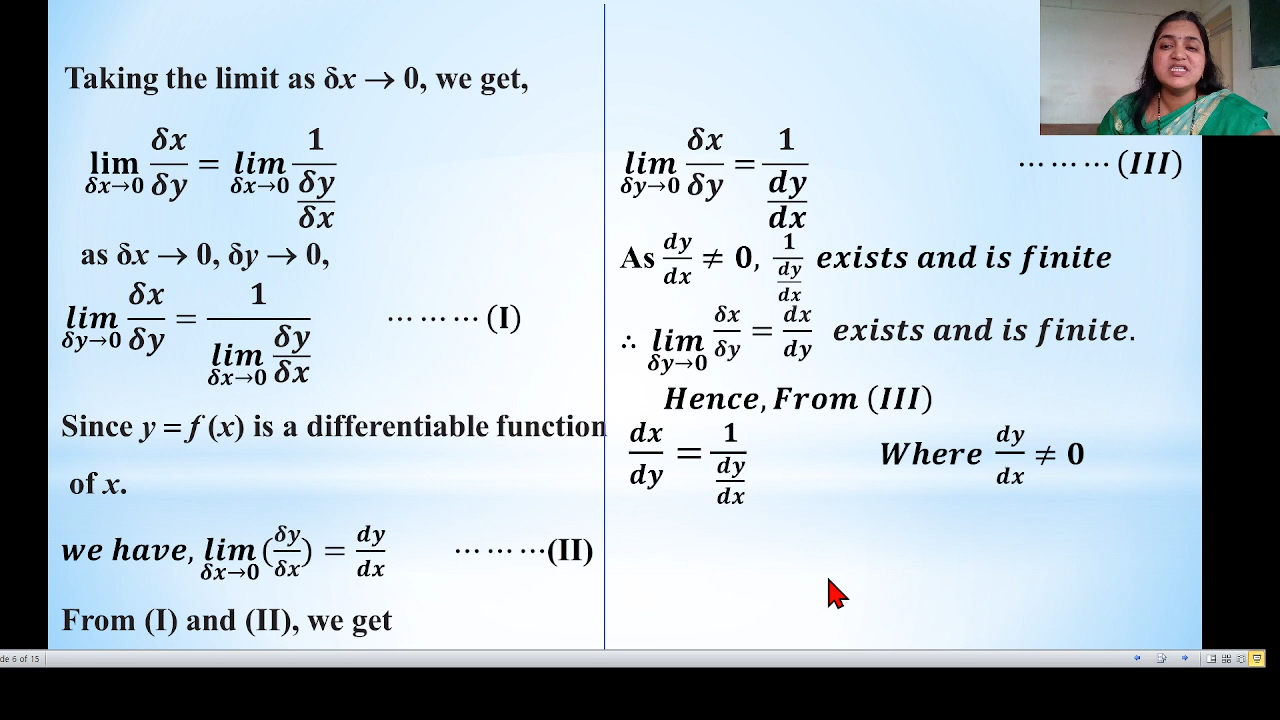 Taking the limit as δx → 0, we get,
lim δx→0 δx/δy = lim δx→0 1/(δy/δx)
as δx → 0, δy → 0,
lim δy→0 δx/δy = 1/(lim δx→0 δy/δx) ⋯⋯⋯ (I)
Since y = f (x) is a differentiable function
of x.
we have, lim δx→0 (δy/δx) = dy/dx ⋯⋯⋯(II)
From (I) and (II), we get
lim δy→0 δx/δy = 1/(dy/dx) ⋯⋯⋯ (III)
As dy/dx ≠ 0, 1/(dy/dx) exists and is finite
∴ lim δy→0 δx/δy = dx/dy exists and is finite.
Hence, From (III)
dx/dy = 1/(dy/dx) Where dy/dx ≠ 0
de 6 of 15